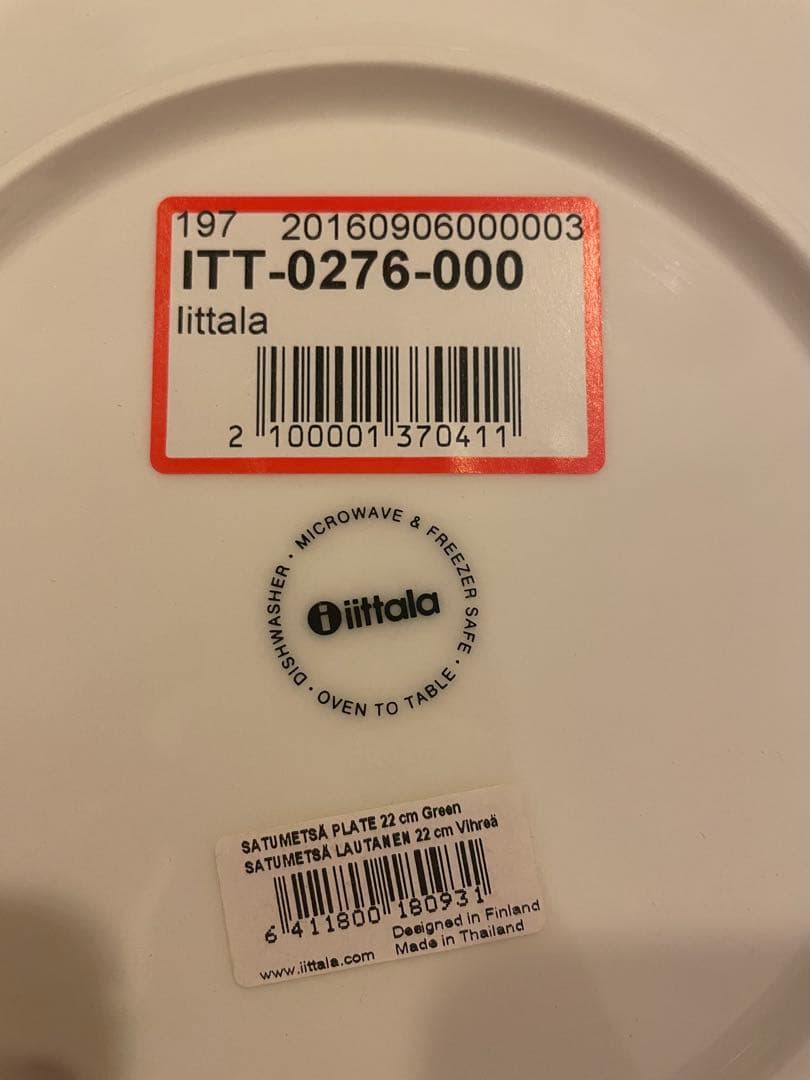 197 20160906000003
ITT-0276-000
Iittala
2 100001 370411
DISHWASHER · MICROWAVE & FREEZER SAFE · OVEN TO TABLE ·
i iittala
SATUMETSÄ PLATE 22 cm Green
SATUMETSÄ LAUTANEN 22 cm Vihreä
6 411800 180931
Designed in Finland
www.iittala.com Made in Thailand